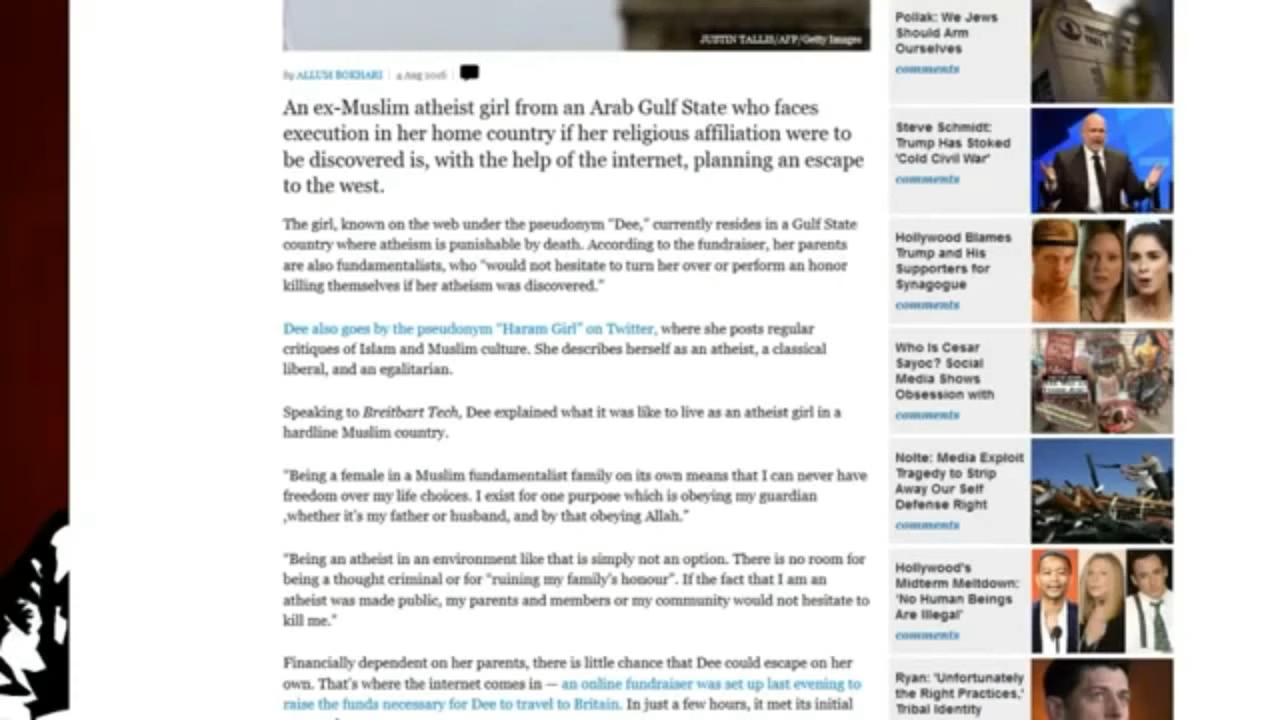 JUSTIN TALLIS/AFP/Getty Images
by ALLUM BOKHARI | 4 Aug 2016 |
An ex-Muslim atheist girl from an Arab Gulf State who faces
execution in her home country if her religious affiliation were to
be discovered is, with the help of the internet, planning an escape
to the west.
The girl, known on the web under the pseudonym “Dee,” currently resides in a Gulf State
country where atheism is punishable by death. According to the fundraiser, her parents
are also fundamentalists, who “would not hesitate to turn her over or perform an honor
killing themselves if her atheism was discovered.”
Dee also goes by the pseudonym “Haram Girl” on Twitter, where she posts regular
critiques of Islam and Muslim culture. She describes herself as an atheist, a classical
liberal, and an egalitarian.
Speaking to Breitbart Tech, Dee explained what it was like to live as an atheist girl in a
hardline Muslim country.
“Being a female in a Muslim fundamentalist family on its own means that I can never have
freedom over my life choices. I exist for one purpose which is obeying my guardian
,whether it’s my father or husband, and by that obeying Allah.”
“Being an atheist in an environment like that is simply not an option. There is no room for
being a thought criminal or for “ruining my family’s honour”. If the fact that I am an
atheist was made public, my parents and members or my community would not hesitate to
kill me.”
Financially dependent on her parents, there is little chance that Dee could escape on her
own. That’s where the internet comes in — an online fundraiser was set up last evening to
raise the funds necessary for Dee to travel to Britain. In just a few hours, it met its initial
Pollak: We Jews
Should Arm
Ourselves
comments
Steve Schmidt:
Trump Has Stoked
'Cold Civil War'
comments
Hollywood Blames
Trump and His
Supporters for
Synagogue
comments
Who Is Cesar
Sayoc? Social
Media Shows
Obsession with
comments
Nolte: Media Exploit
Tragedy to Strip
Away Our Self
Defense Right
comments
Hollywood's
Midterm Meltdown:
'No Human Beings
Are Illegal'
comments
Ryan: 'Unfortunately
the Right Practices,'
Tribal Identity